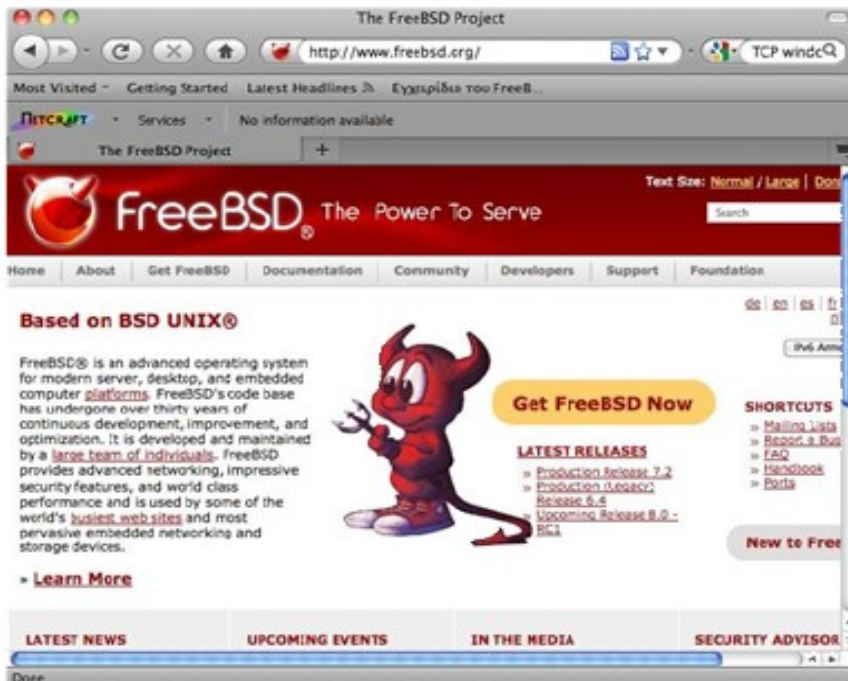 The FreeBSD Project
http://www.freebsd.org/
TCP windo
Most Visited
Getting Started
Latest Headlines
Εγχειρίδιο του FreeB...
NETCRAFT
Services
No information available
The FreeBSD Project
+
Text Size: Normal / Large | Don
FreeBSD® The Power To Serve
Search
Home
About
Get FreeBSD
Documentation
Community
Developers
Support
Foundation
de | en | es | fr
Based on BSD UNIX®
FreeBSD® is an advanced operating system
for modern server, desktop, and embedded
computer platforms. FreeBSD's code base
has undergone over thirty years of
continuous development, improvement, and
optimization. It is developed and maintained
by a large team of individuals. FreeBSD
provides advanced networking, impressive
security features, and world class
performance and is used by some of the
world's busiest web sites and most
pervasive embedded networking and
storage devices.
» Learn More
Get FreeBSD Now
LATEST RELEASES
» Production Release 7.2
» Production (Legacy)
Release 6.4
» Upcoming Release 8.0 -
RC1
IPv6
SHORTCUTS
» Mailing Lists
» Report a Bug
» FAQ
» Handbook
» Ports
New to Free
LATEST NEWS
UPCOMING EVENTS
IN THE MEDIA
SECURITY ADVISOR
Done